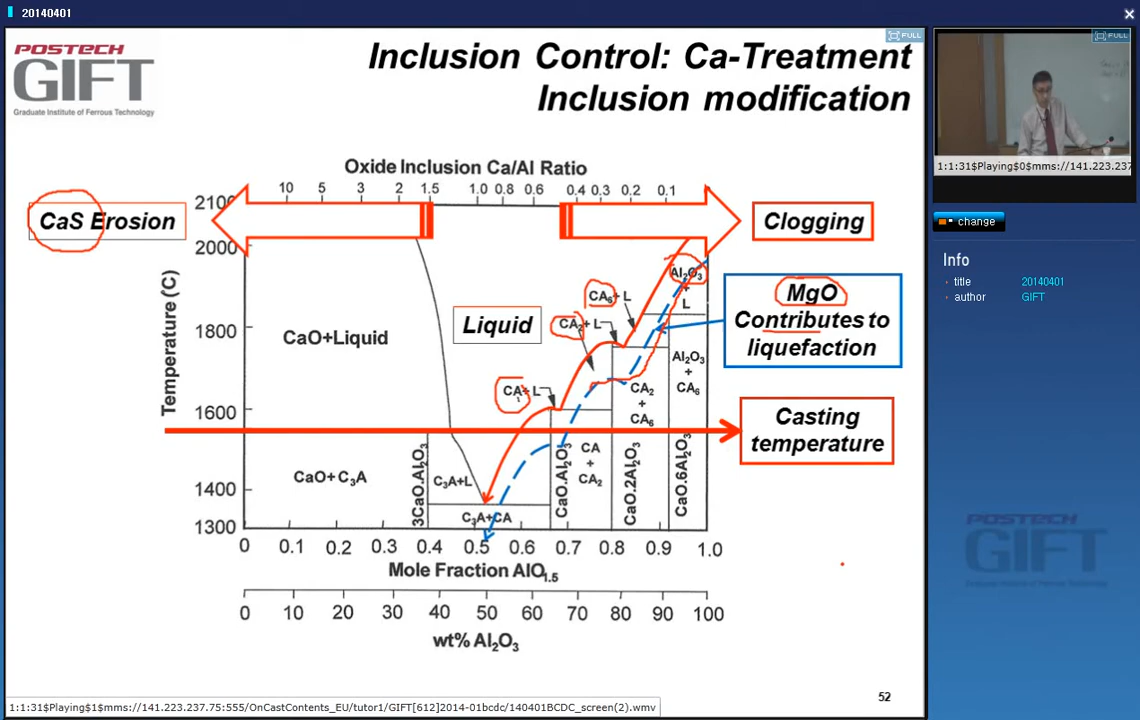 20140401
POSTECH
GIFT
Graduate Institute of Ferrous Technology
Inclusion Control: Ca-Treatment
Inclusion modification
FULL
FULL
1:1:31$Playing$0$mms://141.223.237
change
Info
title 20140401
author GIFT
Oxide Inclusion Ca/Al Ratio
10 5 3 2 1.5 1.0 0.8 0.6 0.4 0.3 0.2 0.1
CaS Erosion
Clogging
Temperature (C)
2100
2000
1800
1600
1400
1300
CaO+Liquid
Liquid
Al₂O₃
+
L
CA₆+L
CA₂+L
CA+L
MgO
Contributes to
liquefaction
Al₂O₃
+
CA₆
CA₂
+
CA₆
Casting
temperature
CaO+C₃A
3CaO.Al₂O₃
C₃A+L
C₃A+CA
CaO.Al₂O₃
CA
+
CA₂
CaO.2Al₂O₃
CaO.6Al₂O₃
0 0.1 0.2 0.3 0.4 0.5 0.6 0.7 0.8 0.9 1.0
Mole Fraction AlO1.5
0 10 20 30 40 50 60 70 80 90 100
wt% Al₂O₃
POSTECH
GIFT
52
1:1:31$Playing$1$mms://141.223.237.75:555/OnCastContents_EU/tutor1/GIFT[612]2014-01bcdc/140401BCDC_screen(2).wmv